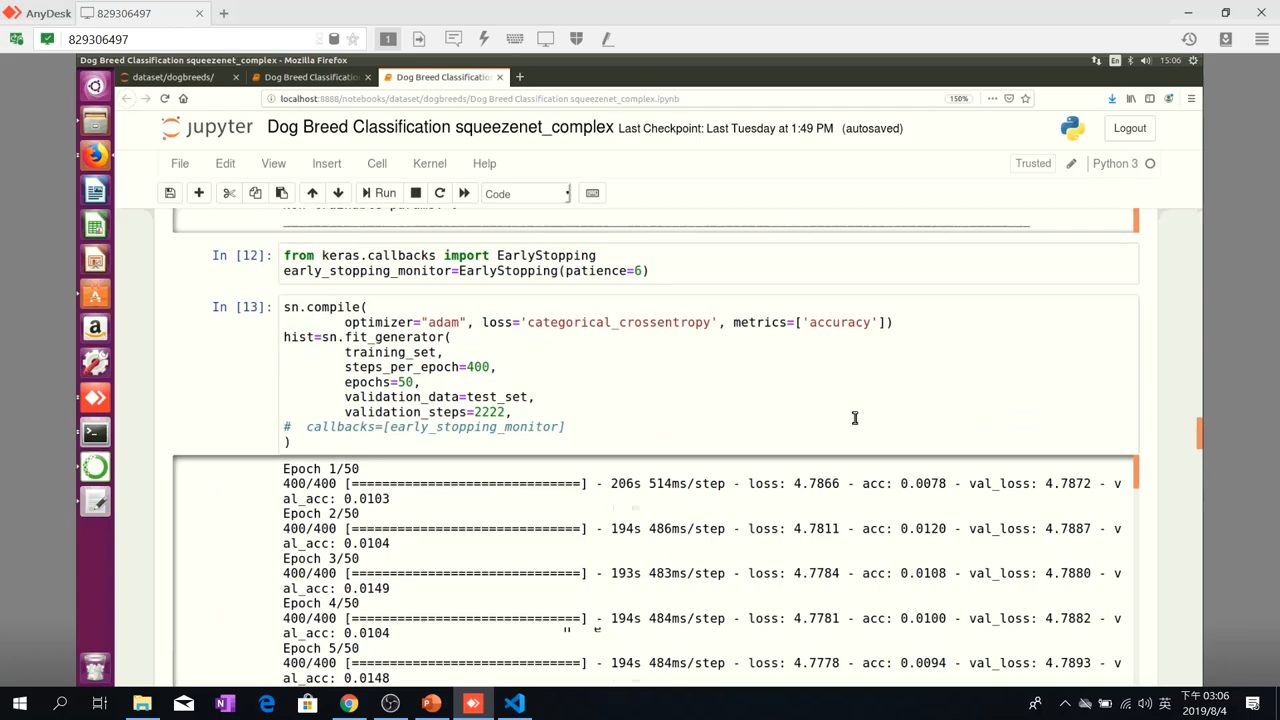 AnyDesk
829306497
829306497
1
Dog Breed Classification squeezenet_complex - Mozilla Firefox
En
15:06
dataset/dogbreeds/
Dog Breed Classification
Dog Breed Classification
localhost:8888/notebooks/dataset/dogbreeds/Dog Breed Classification squeezenet_complex.ipynb
150%
jupyter
Dog Breed Classification squeezenet_complex
Last Checkpoint: Last Tuesday at 1:49 PM
(autosaved)
Logout
File
Edit
View
Insert
Cell
Kernel
Help
Trusted
Python 3
Run
Code
In [12]:
from keras.callbacks import EarlyStopping
early_stopping_monitor=EarlyStopping(patience=6)
In [13]:
sn.compile(
optimizer="adam", loss='categorical_crossentropy', metrics=['accuracy'])
hist=sn.fit_generator(
training_set,
steps_per_epoch=400,
epochs=50,
validation_data=test_set,
validation_steps=2222,
#  callbacks=[early_stopping_monitor]
)
Epoch 1/50
400/400 [==============================] - 206s 514ms/step - loss: 4.7866 - acc: 0.0078 - val_loss: 4.7872 - v
al_acc: 0.0103
Epoch 2/50
400/400 [==============================] - 194s 486ms/step - loss: 4.7811 - acc: 0.0120 - val_loss: 4.7887 - v
al_acc: 0.0104
Epoch 3/50
400/400 [==============================] - 193s 483ms/step - loss: 4.7784 - acc: 0.0108 - val_loss: 4.7880 - v
al_acc: 0.0149
Epoch 4/50
400/400 [==============================] - 194s 484ms/step - loss: 4.7781 - acc: 0.0100 - val_loss: 4.7882 - v
al_acc: 0.0104
Epoch 5/50
400/400 [==============================] - 194s 484ms/step - loss: 4.7778 - acc: 0.0094 - val_loss: 4.7893 - v
al_acc: 0.0148
英
下午 03:06
2019/8/4